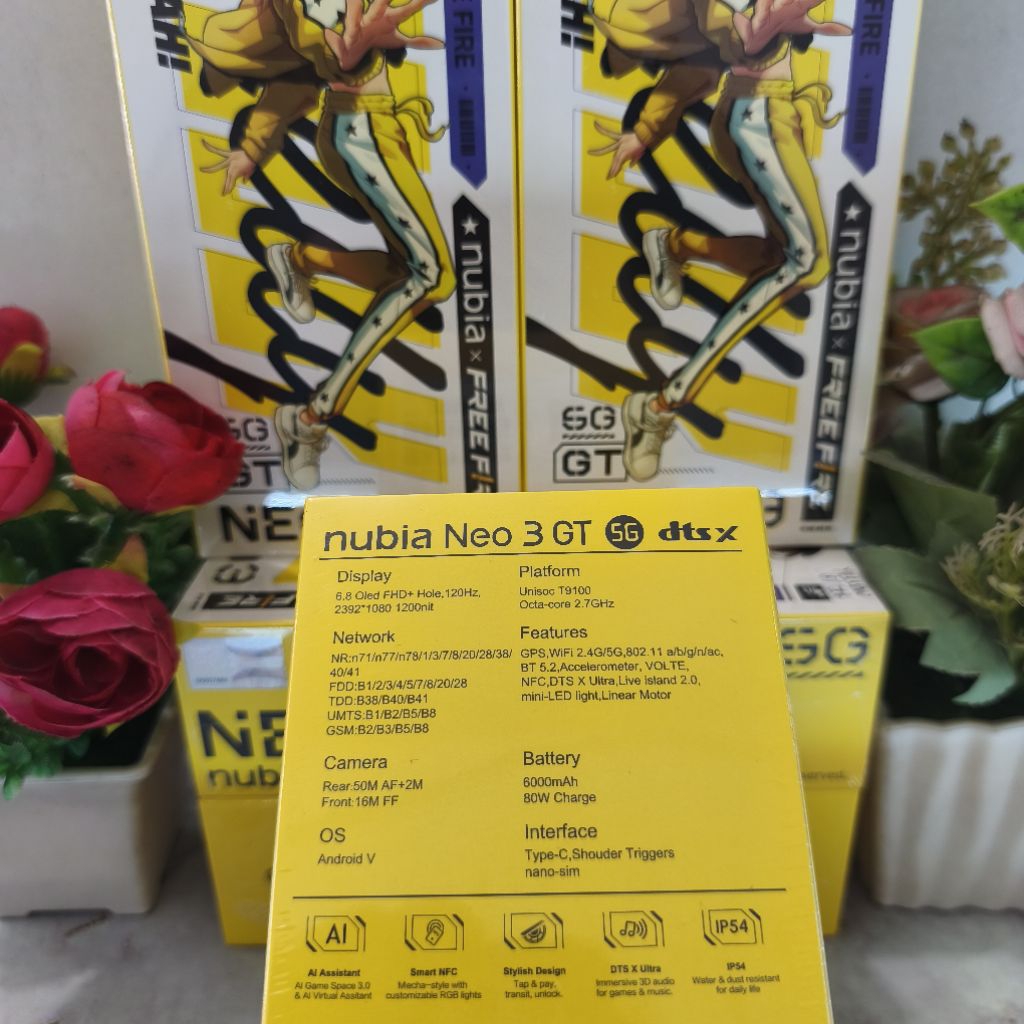 AH!
E FIRE
nubia × FREE FIRE
5G
GT
FIRE
nubia × FREE FIRE
5G
GT
nubia Neo 3 GT 5G dts X
Display
6.8 Oled FHD+ Hole,120Hz,
2392*1080 1200nit
Platform
Unisoc T9100
Octa-core 2.7GHz
Network
NR:n71/n77/n78/1/3/7/8/20/28/38/
40/41
FDD:B1/2/3/4/5/7/8/20/28
TDD:B38/B40/B41
UMTS:B1/B2/B5/B8
GSM:B2/B3/B5/B8
Features
GPS,WiFi 2.4G/5G,802.11 a/b/g/n/ac,
BT 5.2,Accelerometer, VOLTE,
NFC,DTS X Ultra,Live Island 2.0,
mini-LED light,Linear Motor
Camera
Rear:50M AF+2M
Front:16M FF
Battery
6000mAh
80W Charge
OS
Android V
Interface
Type-C,Shouder Triggers
nano-sim
AI
IP54
AI Assistant
AI Game Space 3.0
& AI Virtual Assitant
Smart NFC
Mecha-style with
customizable RGB lights
Stylish Design
Tap & pay,
transit, unlock.
DTS X Ultra
Immersive 3D audio
for games & music.
IP54
Water & dust resistant
for daily life
NE
nub
5G